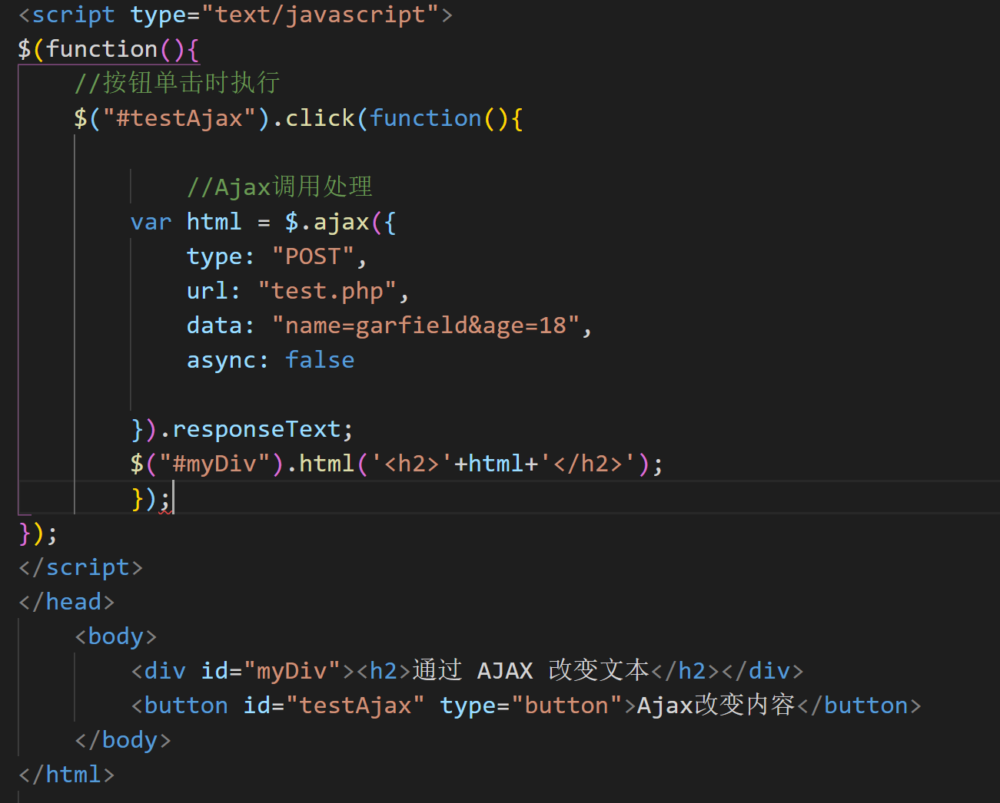 <script type="text/javascript">
$(function(){
//按钮单击时执行
$("#testAjax").click(function(){
//Ajax调用处理
var html = $.ajax({
type: "POST",
url: "test.php",
data: "name=garfield&age=18",
async: false
}).responseText;
$("#myDiv").html('<h2>'+html+'</h2>');
});
});
</script>
</head>
<body>
<div id="myDiv"><h2>通过 AJAX 改变文本</h2></div>
<button id="testAjax" type="button">Ajax改变内容</button>
</body>
</html>